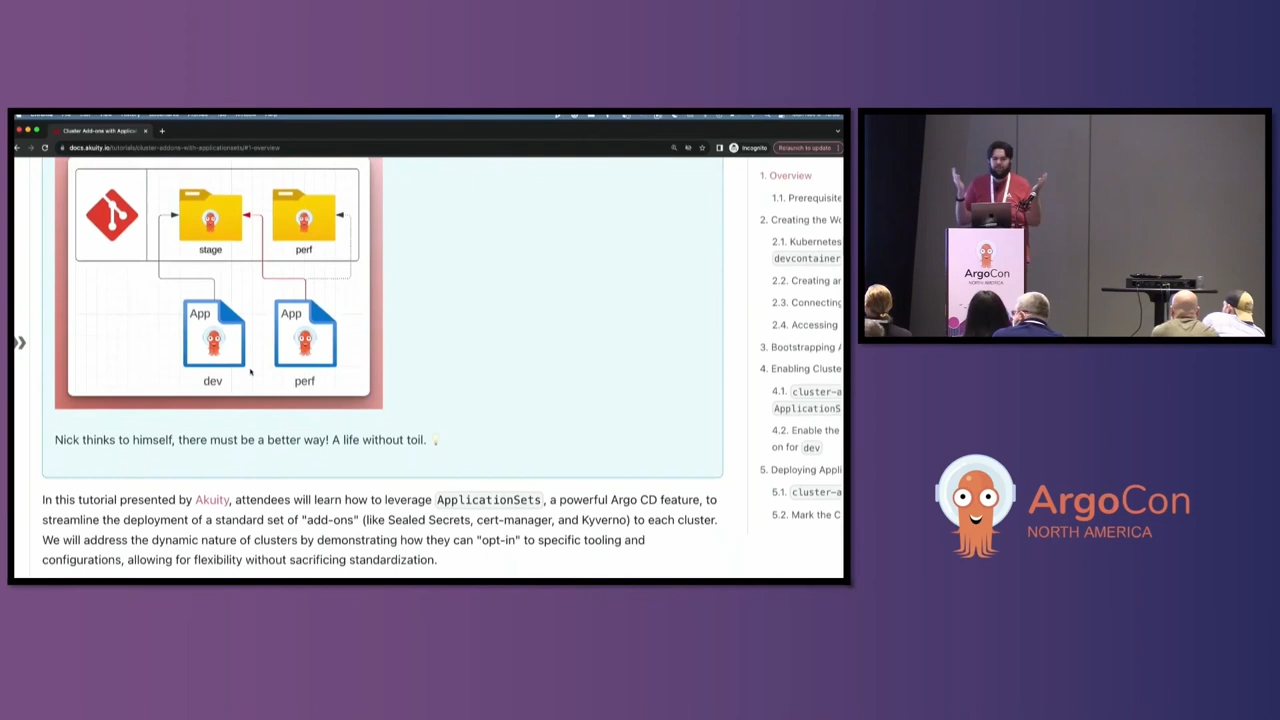 Cluster Add-ons with Applica
docs.akuity.io/tutorials/cluster-addons-with-applicationsets/#1-overview
Incognito
Relaunch to update
stage
perf
App
App
dev
perf
Nick thinks to himself, there must be a better way! A life without toil. 💡
In this tutorial presented by Akuity, attendees will learn how to leverage ApplicationSets, a powerful Argo CD feature, to
streamline the deployment of a standard set of "add-ons" (like Sealed Secrets, cert-manager, and Kyverno) to each cluster.
We will address the dynamic nature of clusters by demonstrating how they can "opt-in" to specific tooling and
configurations, allowing for flexibility without sacrificing standardization.
1. Overview
1.1. Prerequisite
2. Creating the Wo
2.1. Kubernetes
devcontainer
2.2. Creating ar
2.3. Connecting
2.4. Accessing
3. Bootstrapping A
4. Enabling Cluste
4.1. cluster-a
ApplicationS
4.2. Enable the
on for dev
5. Deploying Appli
5.1. cluster-a
5.2. Mark the C
ArgoCon
NORTH AMERICA
ArgoCon
NORTH AMERICA